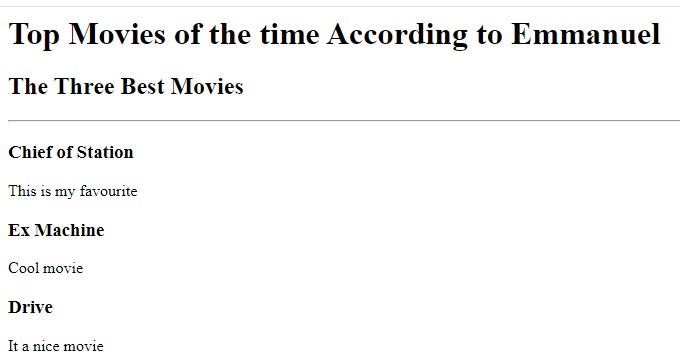 Top Movies of the time According to Emmanuel
The Three Best Movies
Chief of Station
This is my favourite
Ex Machine
Cool movie
Drive
It a nice movie